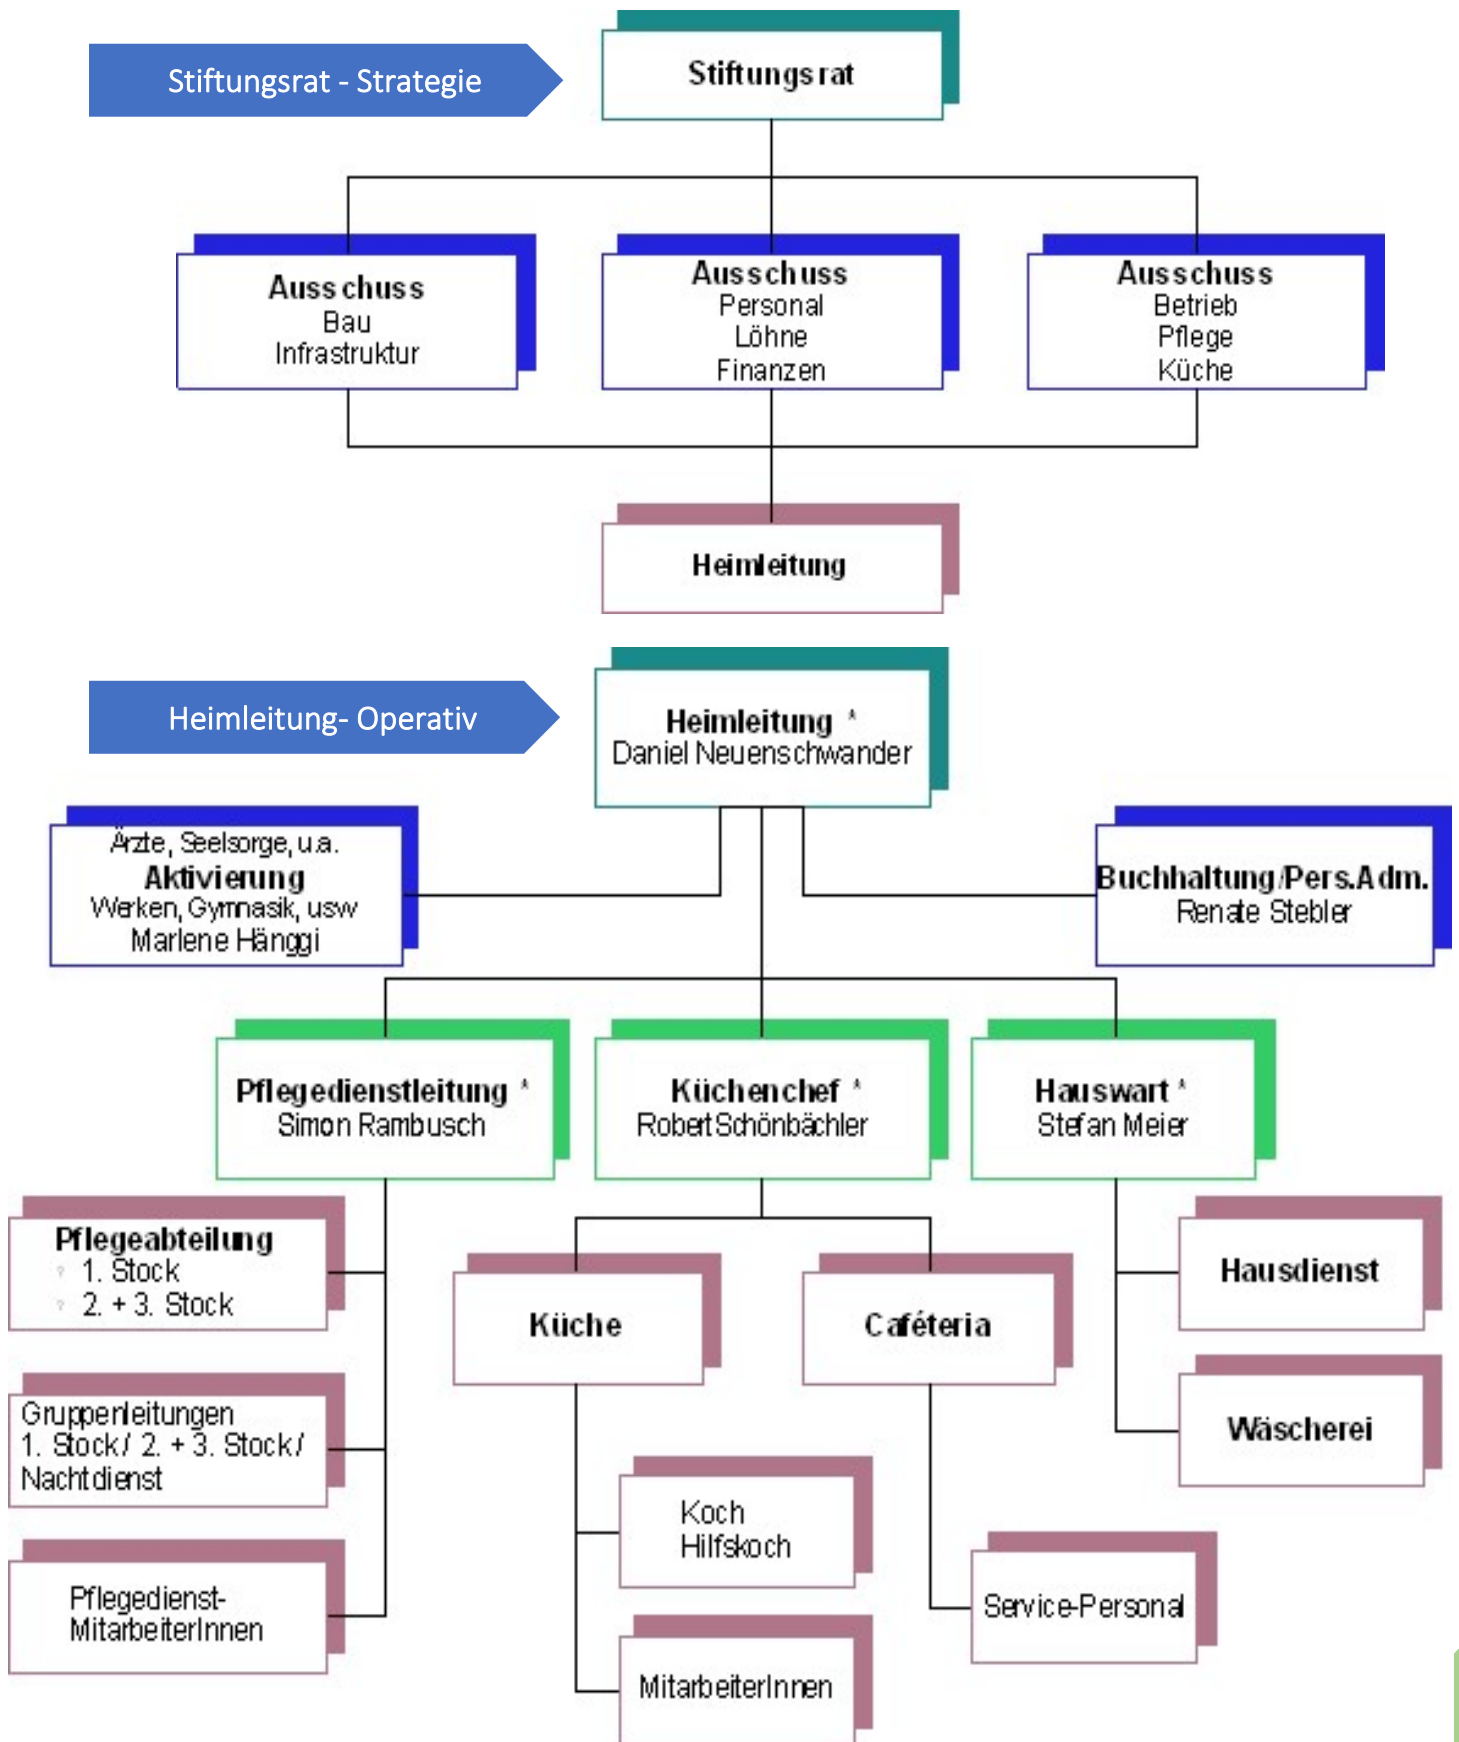 Stiftungsrat - Strategie
Stiftungsrat
Ausschuss
Bau
Infrastruktur
Ausschuss
Personal
Löhne
Finanzen
Ausschuss
Betrieb
Pflege
Küche
Heimleitung
Heimleitung- Operativ
Heimleitung *
Daniel Neuenschwander
Ärzte, Seelsorge, u.a.
Aktivierung
Werken, Gymnasik, usw
Marlene Hänggi
Buchhaltung/Pers.Adm.
Renate Stebler
Pflegedienstleitung *
Simon Rambusch
Küchenchef *
Robert Schönbächler
Hauswart *
Stefan Meier
Pflegeabteilung
? 1. Stock
? 2. + 3. Stock
Gruppenleitungen
1. Stock / 2. + 3. Stock /
Nachtdienst
Pflegedienst-
MitarbeiterInnen
Küche
Caféteria
Koch
Hilfskoch
MitarbeiterInnen
Service-Personal
Hausdienst
Wäscherei